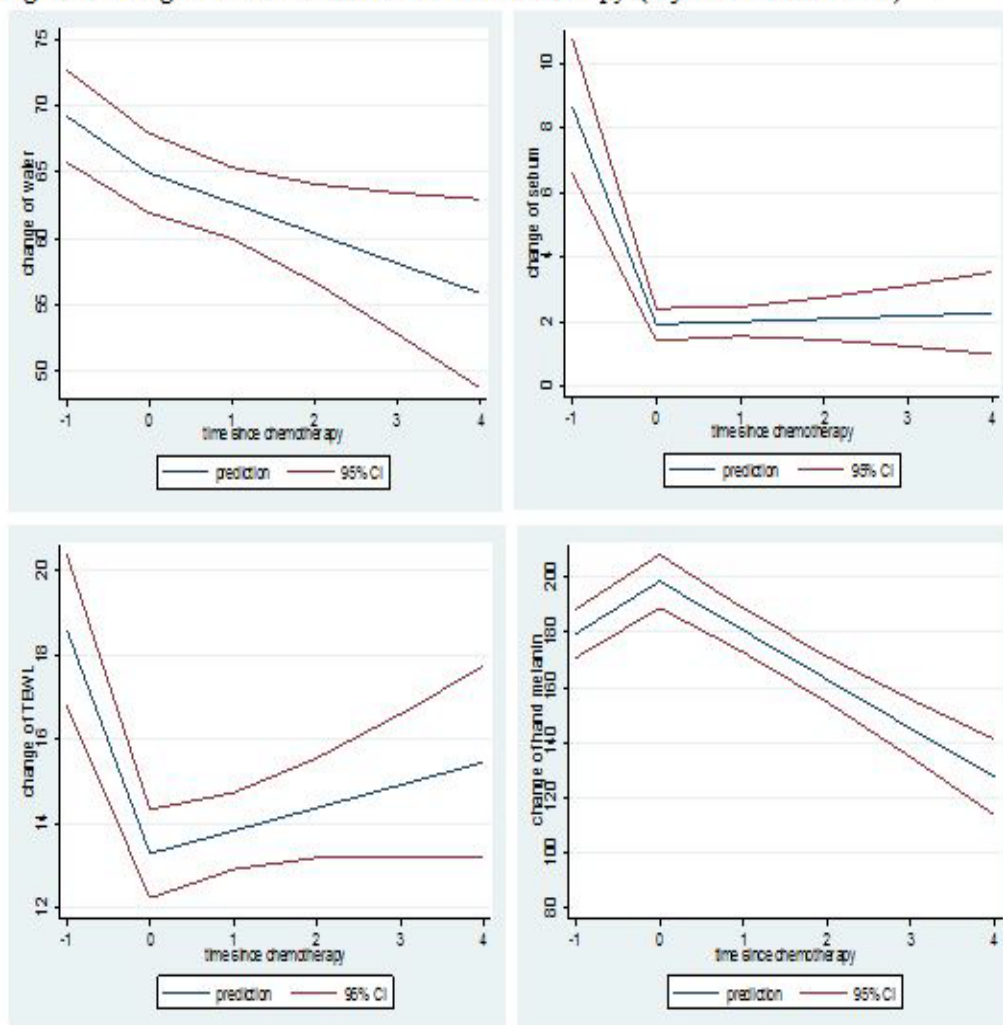 change of water
75
70
65
60
55
50
-1 0 1 2 3 4
time since chemotherapy
prediction 95% CI
change of sebum
10
8
6
4
2
0
-1 0 1 2 3 4
time since chemotherapy
prediction 95% CI
change of TEWL
20
18
16
14
12
-1 0 1 2 3 4
time since chemotherapy
prediction 95% CI
change of hand melanin
200
180
160
140
120
100
80
-1 0 1 2 3 4
time since chemotherapy
prediction 95% CI